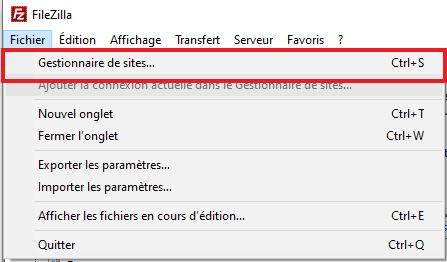 FileZilla
Fichier Édition Affichage Transfert Serveur Favoris ?
Gestionnaire de sites... Ctrl+S
Ajouter la connexion actuelle dans le Gestionnaire de sites...
Nouvel onglet Ctrl+T
Fermer l'onglet Ctrl+W
Exporter les paramètres...
Importer les paramètres...
Afficher les fichiers en cours d'édition... Ctrl+E
Quitter Ctrl+Q